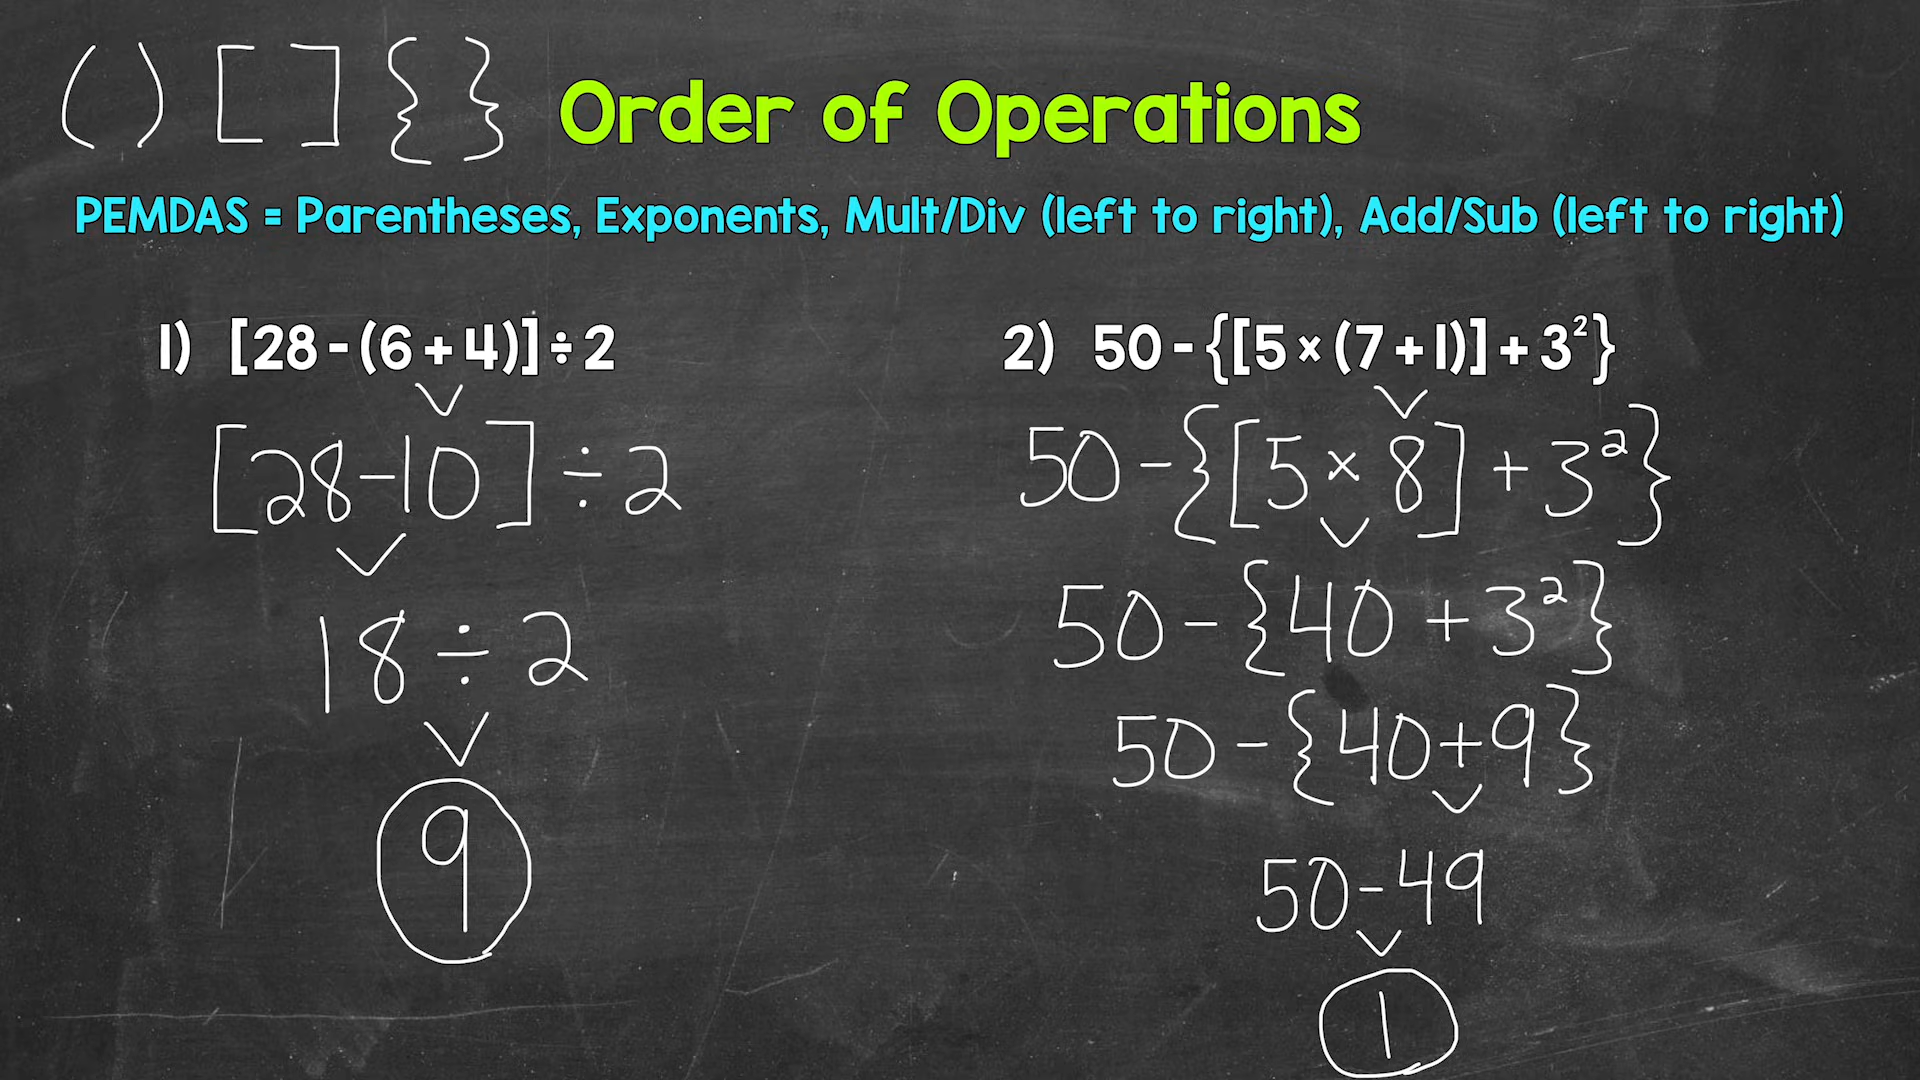 ( ) [ ] { } Order of Operations
PEMDAS = Parentheses, Exponents, Mult/Div (left to right), Add/Sub (left to right)
1) [28 - (6 + 4)] ÷ 2
[28 - 10] ÷ 2
18 ÷ 2
9
2) 50 - {[5 × (7 + 1)] + 3²}
50 - {[5 × 8] + 3²}
50 - {40 + 3²}
50 - {40 + 9}
50 - 49
1